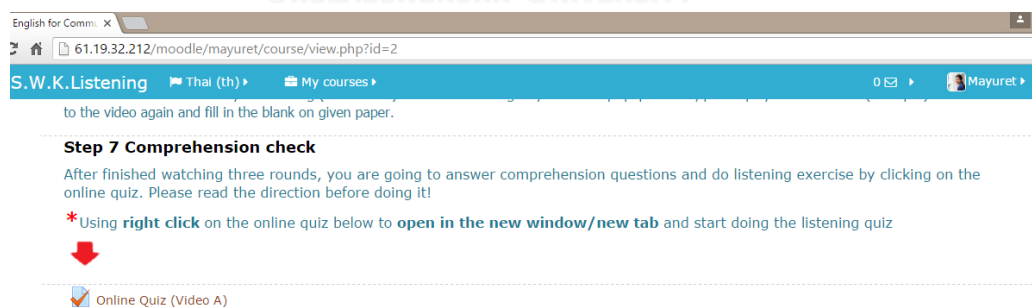 English for Commu
61.19.32.212/moodle/mayuret/course/view.php?id=2
S.W.K.Listening Thai (th) My courses 0 Mayuret
to the video again and fill in the blank on given paper.
Step 7 Comprehension check
After finished watching three rounds, you are going to answer comprehension questions and do listening exercise by clicking on the
online quiz. Please read the direction before doing it!
*Using right click on the online quiz below to open in the new window/new tab and start doing the listening quiz
Online Quiz (Video A)